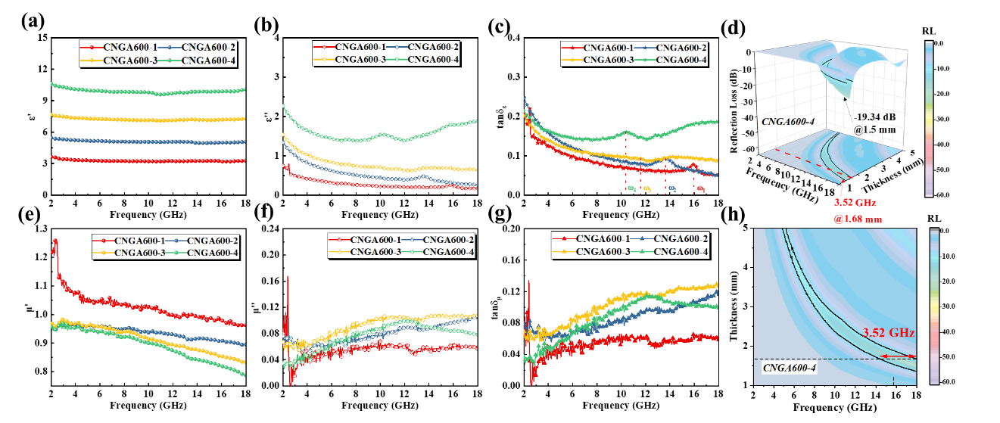 (a)
15
12
9
6
3
0
ε'
CNGA600-1 CNGA600-2
CNGA600-3 CNGA600-4
2 4 6 8 10 12 14 16 18
Frequency (GHz)
(b)
4
3
2
1
0
ε"
CNGA600-1 CNGA600-2
CNGA600-3 CNGA600-4
2 4 6 8 10 12 14 16 18
Frequency (GHz)
(c)
0.4
0.3
0.2
0.1
0.0
tanδε
CNGA600-1 CNGA600-2
CNGA600-3 CNGA600-4
ω4 ω3 ω2 ω1
2 4 6 8 10 12 14 16 18
Frequency (GHz)
(d)
RL
0
-10
-20
-30
-40
-50
-60
Reflection Loss (dB)
CNGA600-4
-19.34 dB
@1.5 mm
2 4 6 8 10 12 14 16 18
Frequency (GHz)
1 2 3 4 5
Thickness (mm)
3.52 GHz
@1.68 mm
0.0
-10.0
-20.0
-30.0
-40.0
-50.0
-60.0
(e)
1.3
1.2
1.1
1.0
0.9
0.8
μ'
CNGA600-1 CNGA600-2
CNGA600-3 CNGA600-4
2 4 6 8 10 12 14 16 18
Frequency (GHz)
(f)
0.24
0.20
0.16
0.12
0.08
0.04
0.00
μ"
CNGA600-1 CNGA600-2
CNGA600-3 CNGA600-4
2 4 6 8 10 12 14 16 18
Frequency (GHz)
(g)
0.20
0.16
0.12
0.08
0.04
0.00
tanδμ
CNGA600-1 CNGA600-2
CNGA600-3 CNGA600-4
2 4 6 8 10 12 14 16 18
Frequency (GHz)
(h)
RL
5
4
3
2
1
Thickness (mm)
3.52 GHz
CNGA600-4
2 4 6 8 10 12 14 16 18
Frequency (GHz)
0.0
-10.0
-20.0
-30.0
-40.0
-50.0
-60.0